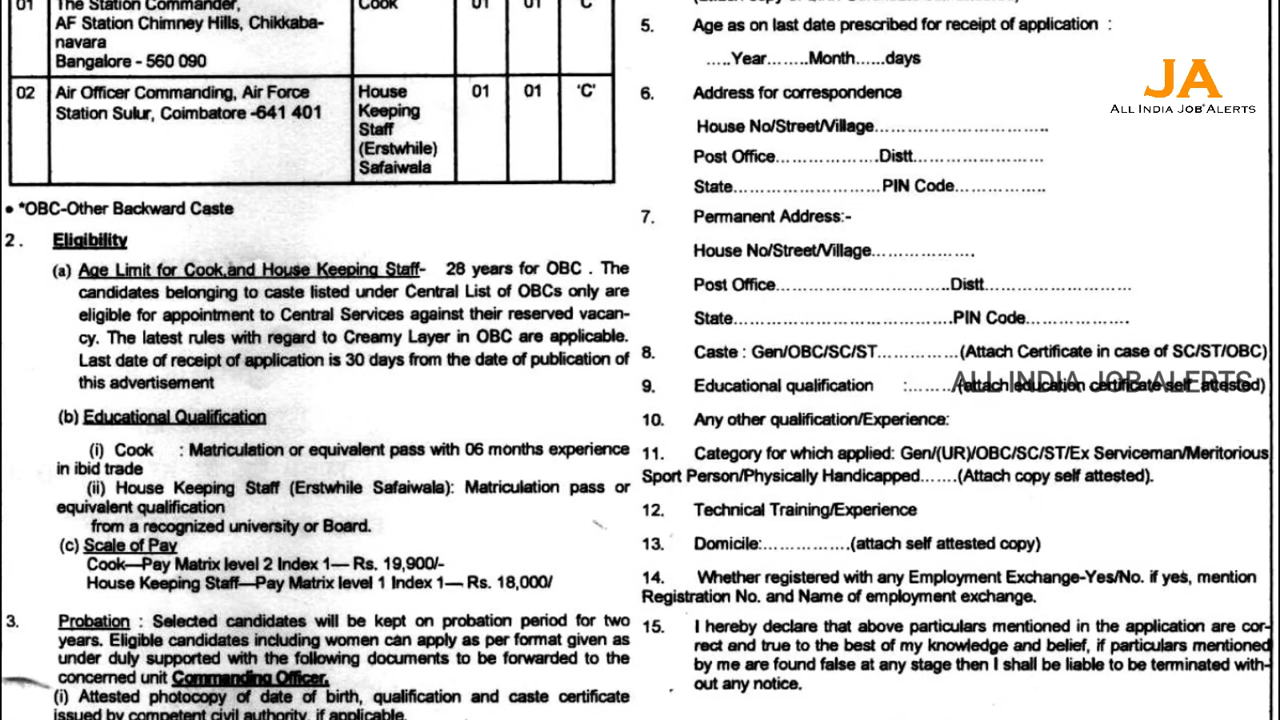 01 The Station Commander, Cook 01 01 'C'
AF Station Chimney Hills, Chikkaba-
navara
Bangalore - 560 090
02 Air Officer Commanding, Air Force House 01 01 'C'
Station Sulur, Coimbatore -641 401 Keeping
Staff
(Erstwhile)
Safaiwala
• *OBC-Other Backward Caste
2 . Eligibility
(a) Age Limit for Cook,and House Keeping Staff- 28 years for OBC . The
candidates belonging to caste listed under Central List of OBCs only are
eligible for appointment to Central Services against their reserved vacan-
cy. The latest rules with regard to Creamy Layer in OBC are applicable.
Last date of receipt of application is 30 days from the date of publication of
this advertisement
(b) Educational Qualification
(i) Cook : Matriculation or equivalent pass with 06 months experience
in ibid trade
(ii) House Keeping Staff (Erstwhile Safaiwala): Matriculation pass or
equivalent qualification
from a recognized university or Board.
(c) Scale of Pay
Cook—Pay Matrix level 2 Index 1— Rs. 19,900/-
House Keeping Staff—Pay Matrix level 1 Index 1— Rs. 18,000/
3. Probation : Selected candidates will be kept on probation period for two
years. Eligible candidates including women can apply as per format given as
under duly supported with the following documents to be forwarded to the
concerned unit Commanding Officer.
(i) Attested photocopy of date of birth, qualification and caste certificate
issued by competent civil authority, if applicable.
5. Age as on last date prescribed for receipt of application :
.....Year........Month......days
6. Address for correspondence
House No/Street/Village................................
Post Office....................Distt..............................
State............................PIN Code..................
7. Permanent Address:-
House No/Street/Village....................
Post Office..................................Distt............................
State..........................................PIN Code....................
8. Caste : Gen/OBC/SC/ST...............(Attach Certificate in case of SC/ST/OBC)
9. Educational qualification :.........(attach education certificate self attested)
10. Any other qualification/Experience:
11. Category for which applied: Gen/(UR)/OBC/SC/ST/Ex Serviceman/Meritorious
Sport Person/Physically Handicapped.......(Attach copy self attested).
12. Technical Training/Experience
13. Domicile:...............(attach self attested copy)
14. Whether registered with any Employment Exchange-Yes/No. if yes, mention
Registration No. and Name of employment exchange.
15. I hereby declare that above particulars mentioned in the application are cor-
rect and true to the best of my knowledge and belief, if particulars mentioned
by me are found false at any stage then I shall be liable to be terminated with-
out any notice.
JA
ALL INDIA JOB'ALERTS
ALL INDIA JOB ALERTS